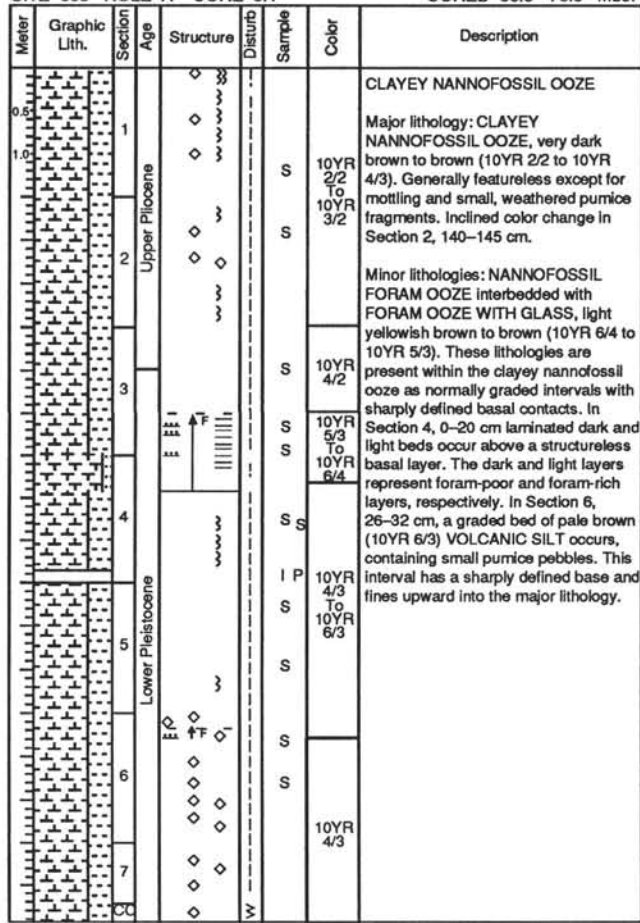 Meter
Graphic
Lith.
Section
Age
Structure
Disturb
Sample
Color
Description
0.5
1.0
1
2
3
4
5
6
7
CC
Upper Pliocene
Lower Pleistocene
F
F
W
S
S
S
S
S
S S
I P
S
S
S
S
10YR
2/2
To
10YR
3/2
10YR
4/2
10YR
5/3
To
10YR
6/4
10YR
4/3
To
10YR
6/3
10YR
4/3
CLAYEY NANNOFOSSIL OOZE
Major lithology: CLAYEY
NANNOFOSSIL OOZE, very dark
brown to brown (10YR 2/2 to 10YR
4/3). Generally featureless except for
mottling and small, weathered pumice
fragments. Inclined color change in
Section 2, 140–145 cm.
Minor lithologies: NANNOFOSSIL
FORAM OOZE interbedded with
FORAM OOZE WITH GLASS, light
yellowish brown to brown (10YR 6/4 to
10YR 5/3). These lithologies are
present within the clayey nannofossil
ooze as normally graded intervals with
sharply defined basal contacts. In
Section 4, 0–20 cm laminated dark and
light beds occur above a structureless
basal layer. The dark and light layers
represent foram-poor and foram-rich
layers, respectively. In Section 6,
26–32 cm, a graded bed of pale brown
(10YR 6/3) VOLCANIC SILT occurs,
containing small pumice pebbles. This
interval has a sharply defined base and
fines upward into the major lithology.